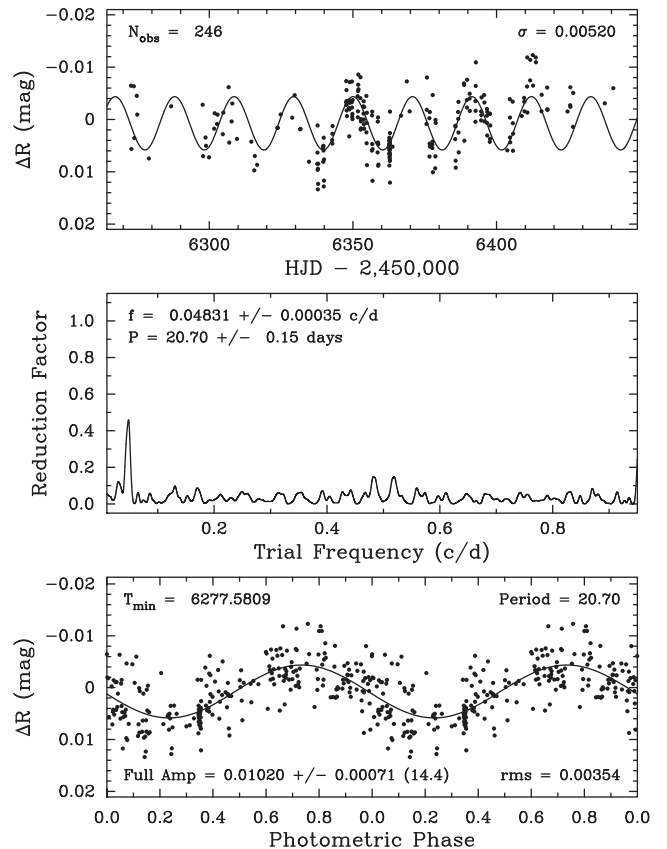 N_obs = 246
σ = 0.00520
−0.02
−0.01
0
0.01
0.02
ΔR (mag)
6300 6350 6400
HJD − 2,450,000
f = 0.04831 +/− 0.00035 c/d
P = 20.70 +/− 0.15 days
1.0
0.8
0.6
0.4
0.2
0.0
Reduction Factor
0.2 0.4 0.6 0.8
Trial Frequency (c/d)
T_min = 6277.5809
Period = 20.70
−0.02
−0.01
0
0.01
0.02
ΔR (mag)
Full Amp = 0.01020 +/− 0.00071 (14.4)
rms = 0.00354
0.0 0.2 0.4 0.6 0.8 0.0 0.2 0.4 0.6 0.8 0.0
Photometric Phase